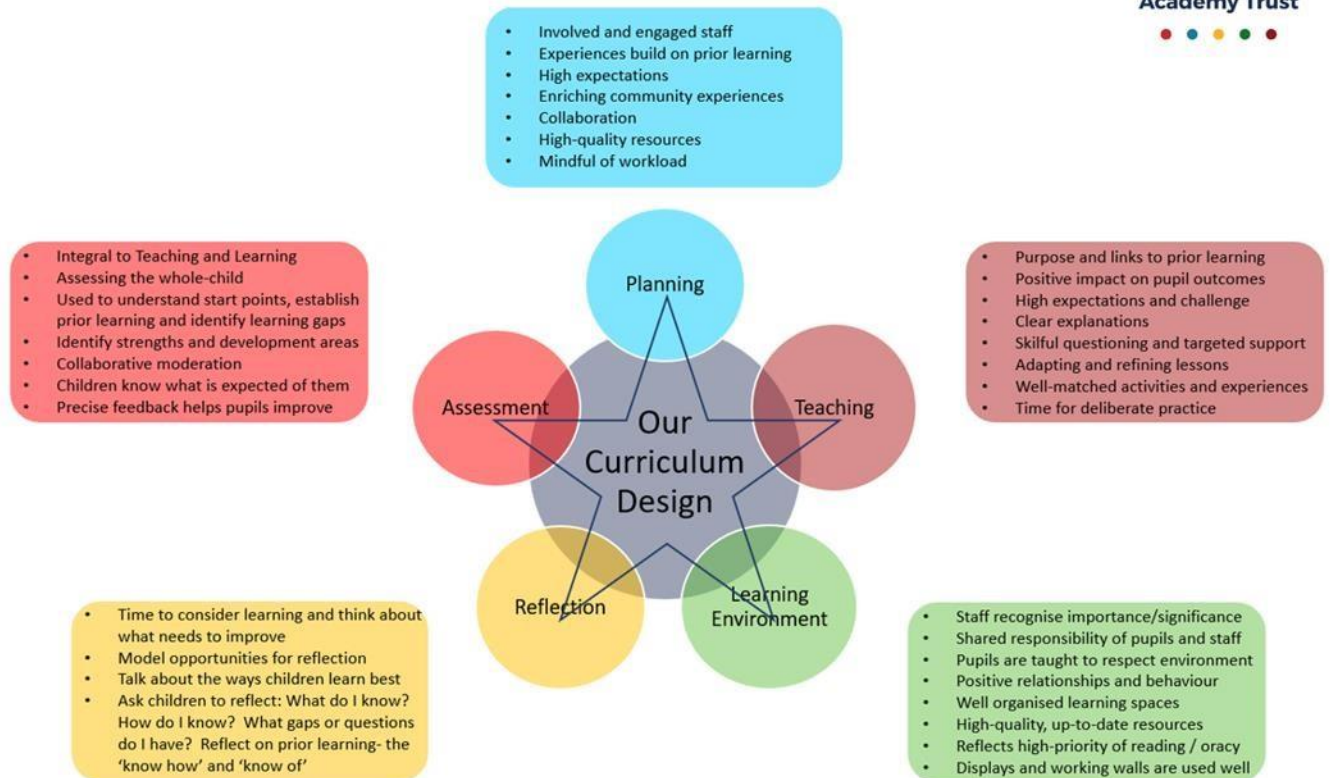 Academy Trust
• Involved and engaged staff
• Experiences build on prior learning
• High expectations
• Enriching community experiences
• Collaboration
• High-quality resources
• Mindful of workload
• Integral to Teaching and Learning
• Assessing the whole-child
• Used to understand start points, establish
prior learning and identify learning gaps
• Identify strengths and development areas
• Collaborative moderation
• Children know what is expected of them
• Precise feedback helps pupils improve
• Purpose and links to prior learning
• Positive impact on pupil outcomes
• High expectations and challenge
• Clear explanations
• Skilful questioning and targeted support
• Adapting and refining lessons
• Well-matched activities and experiences
• Time for deliberate practice
Planning
Assessment
Teaching
Our
Curriculum
Design
Reflection
Learning
Environment
• Time to consider learning and think about
what needs to improve
• Model opportunities for reflection
• Talk about the ways children learn best
• Ask children to reflect: What do I know?
How do I know? What gaps or questions
do I have? Reflect on prior learning- the
‘know how’ and ‘know of’
• Staff recognise importance/significance
• Shared responsibility of pupils and staff
• Pupils are taught to respect environment
• Positive relationships and behaviour
• Well organised learning spaces
• High-quality, up-to-date resources
• Reflects high-priority of reading / oracy
• Displays and working walls are used well